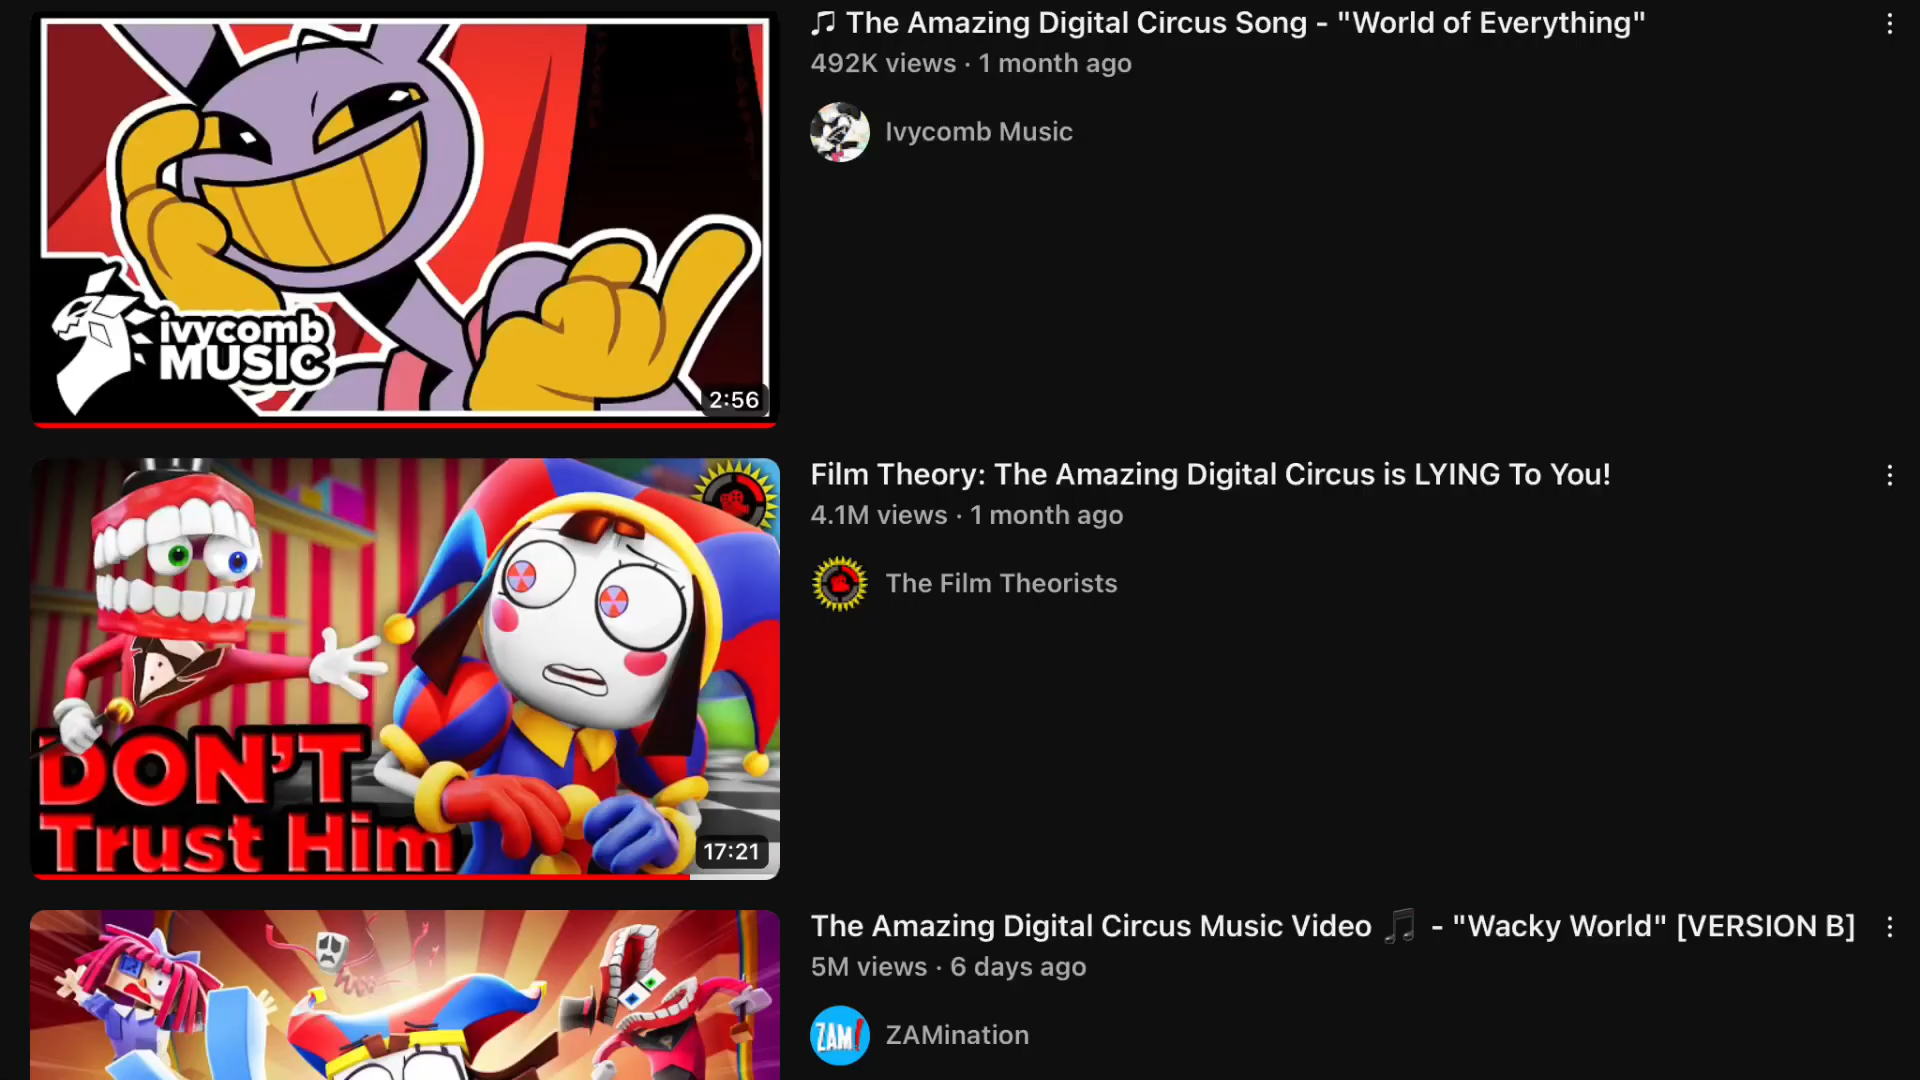 ♫ The Amazing Digital Circus Song - "World of Everything"
492K views · 1 month ago
Ivycomb Music
ivycomb
MUSIC
2:56
Film Theory: The Amazing Digital Circus is LYING To You!
4.1M views · 1 month ago
The Film Theorists
DON'T
Trust Him
17:21
The Amazing Digital Circus Music Video 🎵 - "Wacky World" [VERSION B]
5M views · 6 days ago
ZAM!
ZAMination